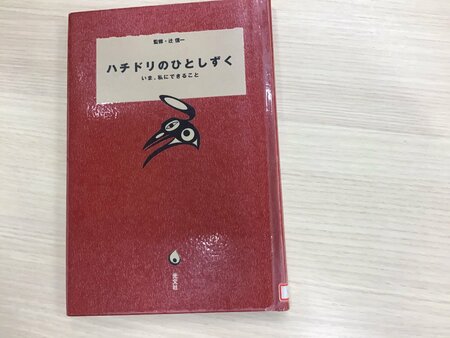 監修・辻 信一
ハチドリのひとしずく
いま、私にできること
光文社